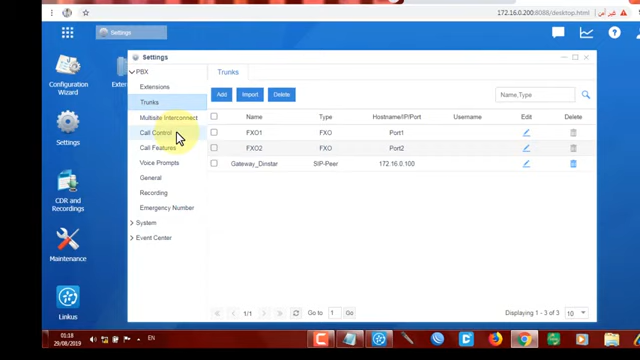 172.16.0.200:8088/desktop.html
غير آمن
Settings
Configuration
Wizard
Settings
CDR and
Recordings
Maintenance
Linkus
Settings
PBX
Extensions
Trunks
Multisite Interconnect
Call Control
Call Features
Voice Prompts
General
Recording
Emergency Number
System
Event Center
Trunks
Add
Import
Delete
Name,Type
Name Type Hostname/IP/Port Username Edit Delete
FXO1 FXO Port1
FXO2 FXO Port2
Gateway_Dinstar SIP-Peer 172.16.0.100
1/1 Go to 1 Go
Displaying 1 - 3 of 3 10
01:18
29/08/2019
EN